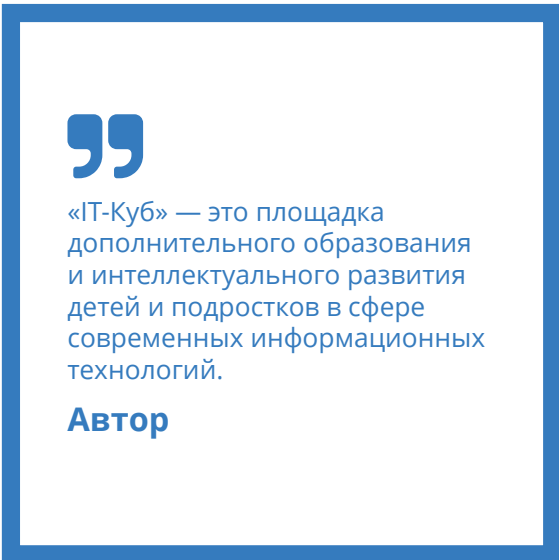 «IT-Куб» — это площадка
дополнительного образования
и интеллектуального развития
детей и подростков в сфере
современных информационных
технологий.
Автор